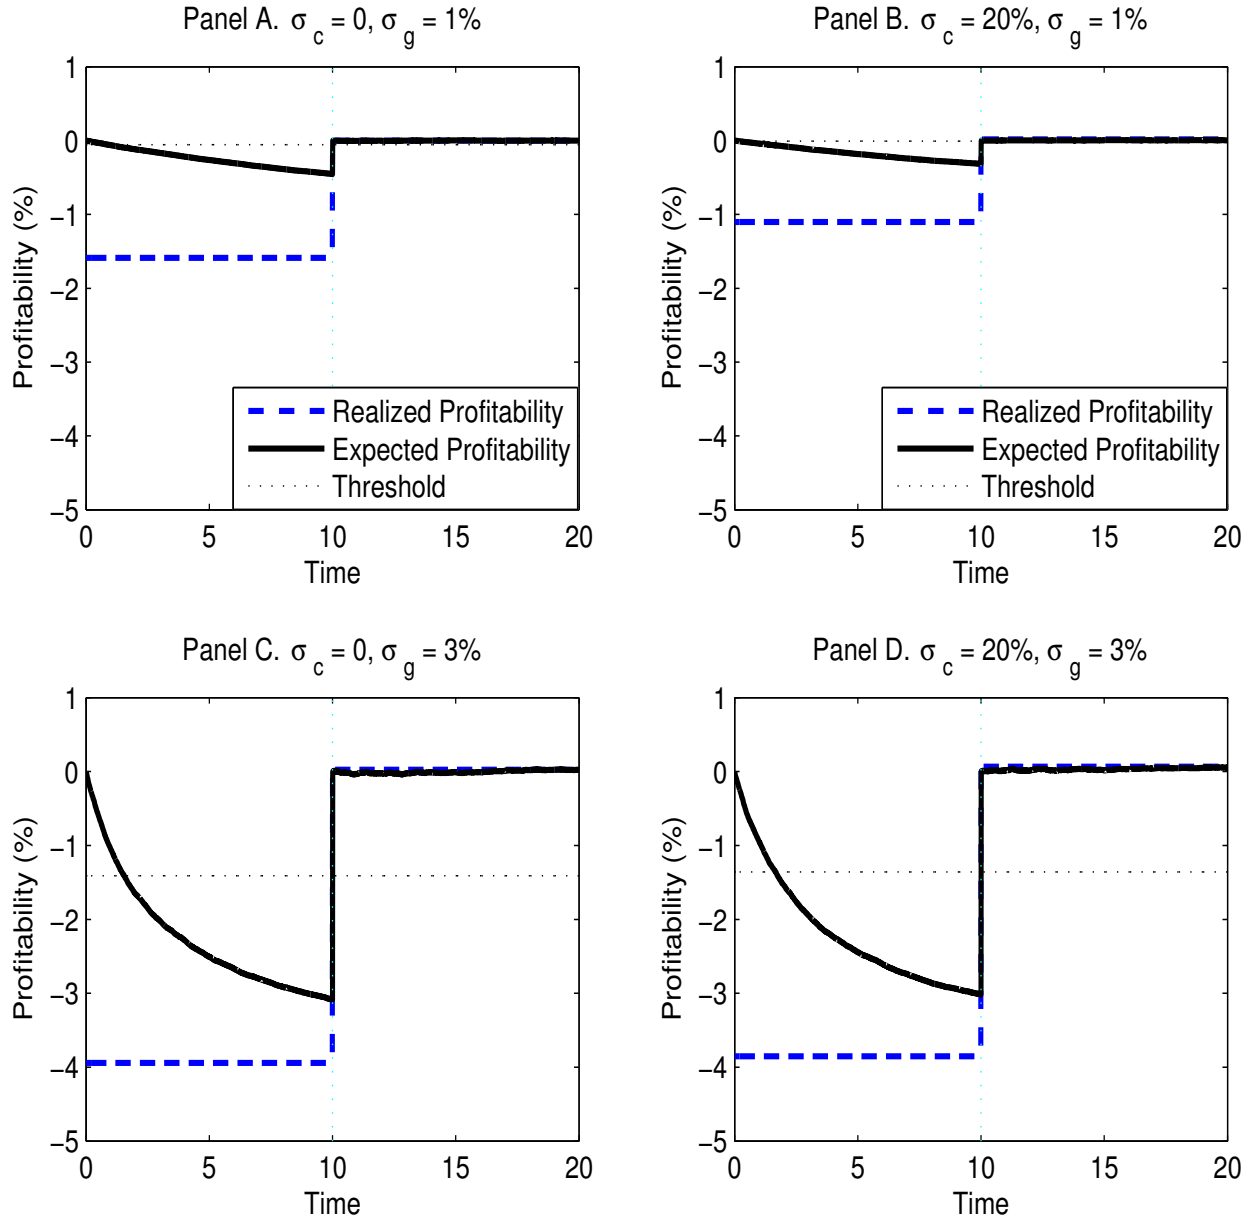 Panel A. σ c = 0, σ g = 1%
1
0
−1
−2
−3
−4
−5
Profitability (%)
Realized Profitability
Expected Profitability
Threshold
0 5 10 15 20
Time
Panel B. σ c = 20%, σ g = 1%
1
0
−1
−2
−3
−4
−5
Profitability (%)
Realized Profitability
Expected Profitability
Threshold
0 5 10 15 20
Time
Panel C. σ c = 0, σ g = 3%
1
0
−1
−2
−3
−4
−5
Profitability (%)
0 5 10 15 20
Time
Panel D. σ c = 20%, σ g = 3%
1
0
−1
−2
−3
−4
−5
Profitability (%)
0 5 10 15 20
Time